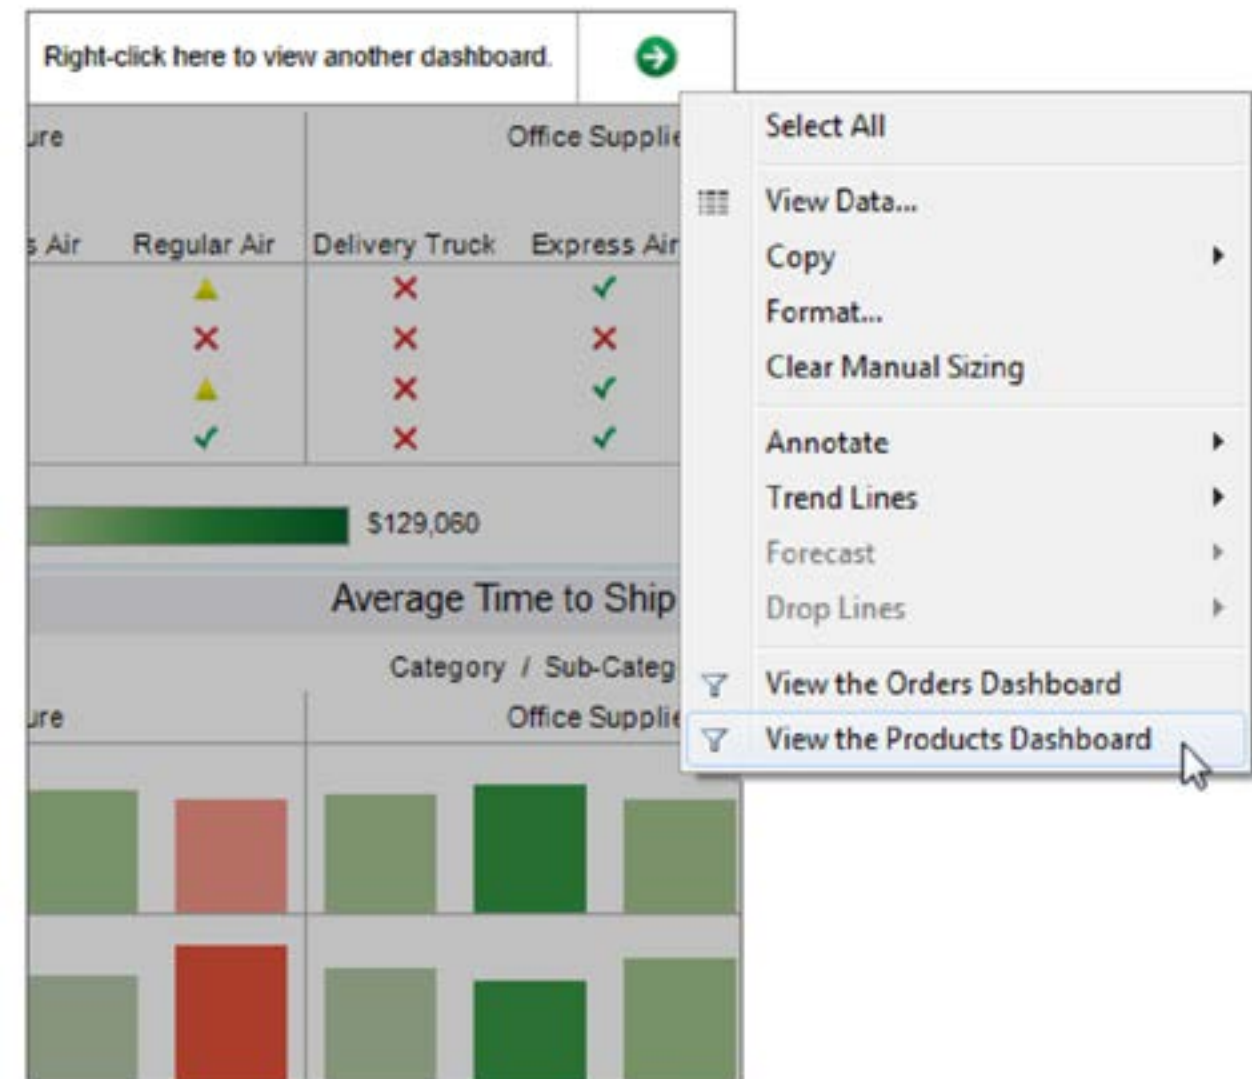 Right-click here to view another dashboard.
ure Office Supplie
s Air Regular Air Delivery Truck Express Air
$129,060
Average Time to Ship
Category / Sub-Categ
ure Office Supplie
Select All
View Data...
Copy
Format...
Clear Manual Sizing
Annotate
Trend Lines
Forecast
Drop Lines
View the Orders Dashboard
View the Products Dashboard